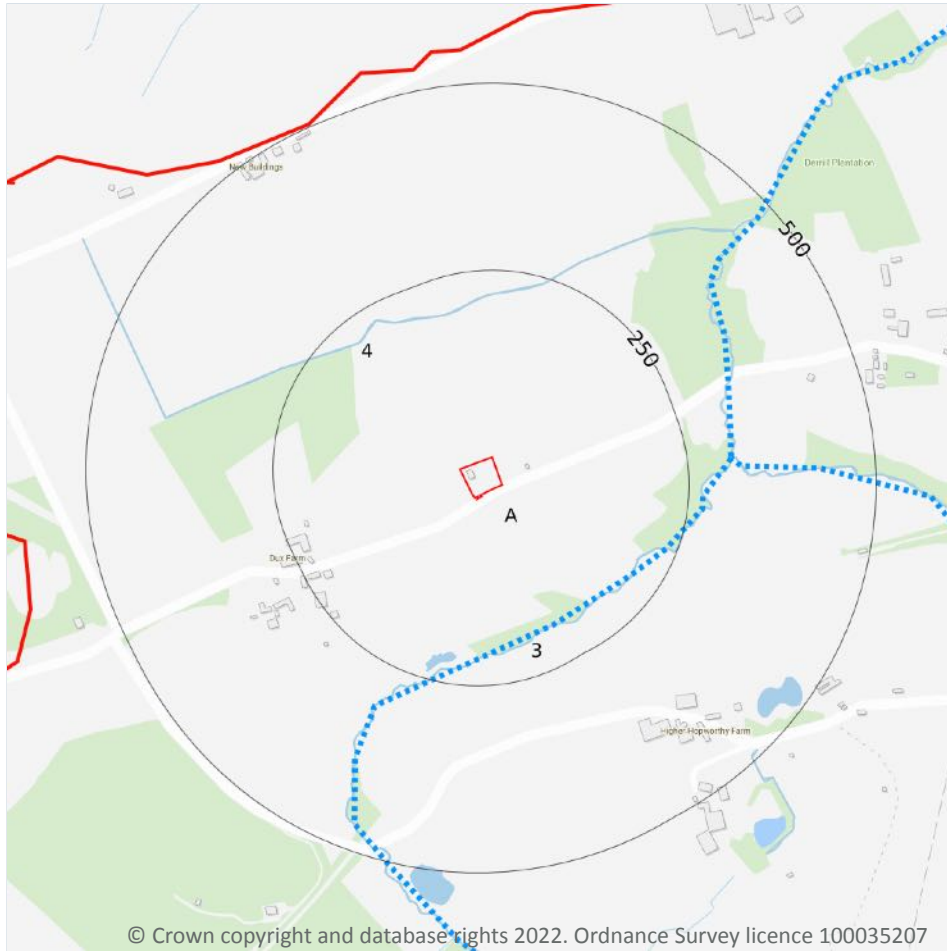 New Buildings
Derrill Plantation
500
250
4
A
Dux Farm
3
Higher Hopworthy Farm
© Crown copyright and database rights 2022. Ordnance Survey licence 100035207